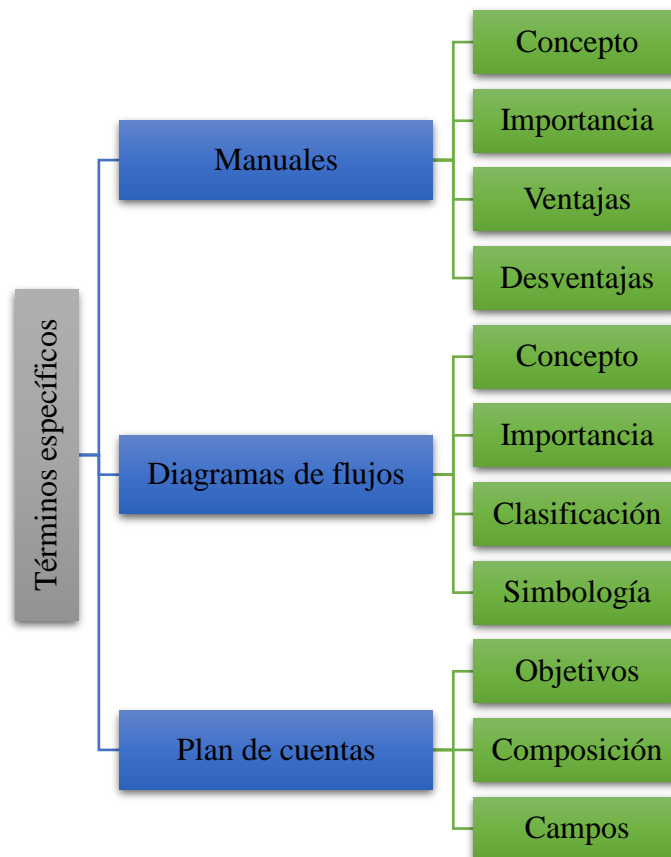 Términos específicos
Manuales
Concepto
Importancia
Ventajas
Desventajas
Diagramas de flujos
Concepto
Importancia
Clasificación
Simbología
Plan de cuentas
Objetivos
Composición
Campos